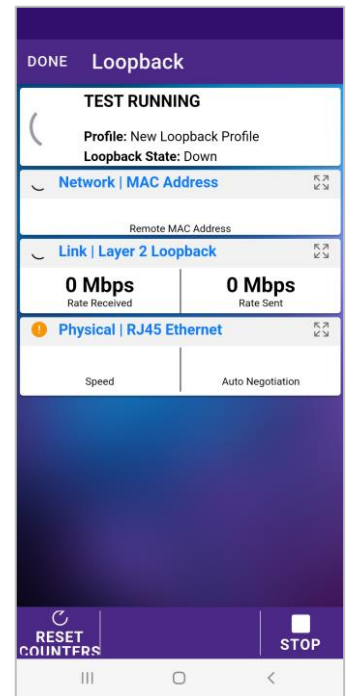 DONE Loopback
TEST RUNNING
Profile: New Loopback Profile
Loopback State: Down
Network | MAC Address
Remote MAC Address
Link | Layer 2 Loopback
0 Mbps 0 Mbps
Rate Received Rate Sent
! Physical | RJ45 Ethernet
Speed Auto Negotiation
RESET
COUNTERS
STOP